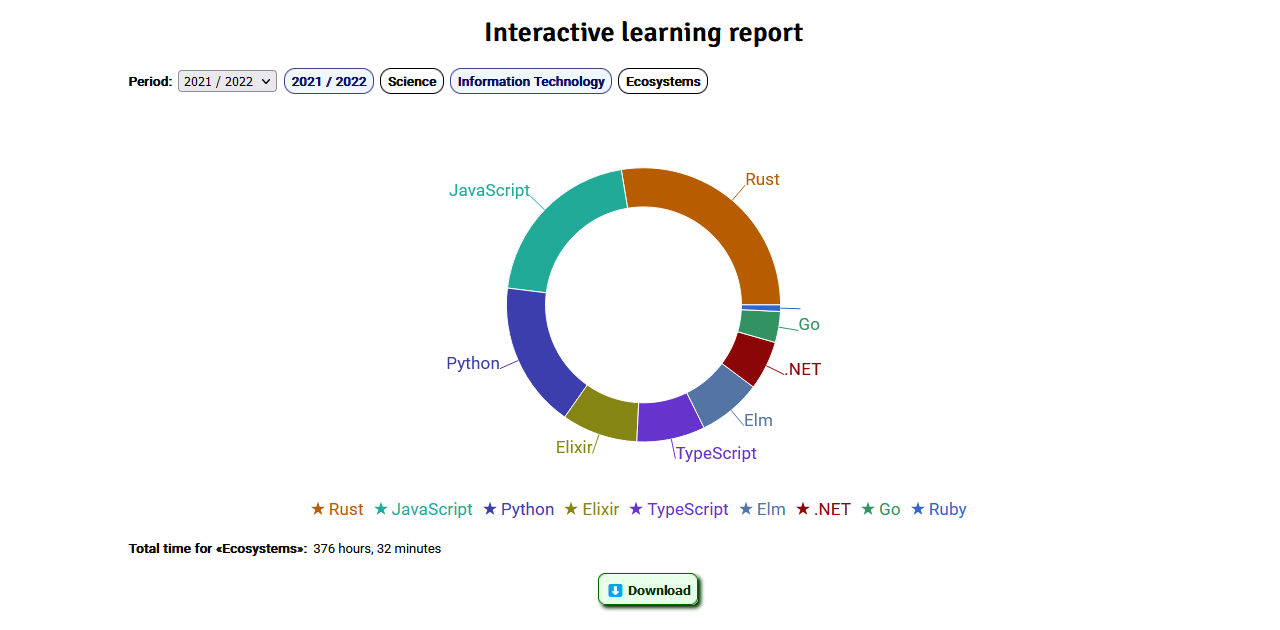 Interactive learning report
Period: 2021 / 2022 2021 / 2022 Science Information Technology Ecosystems
Rust
JavaScript
Go
Python
.NET
Elm
Elixir
TypeScript
★ Rust ★ JavaScript ★ Python ★ Elixir ★ TypeScript ★ Elm ★ .NET ★ Go ★ Ruby
Total time for «Ecosystems»: 376 hours, 32 minutes
Download